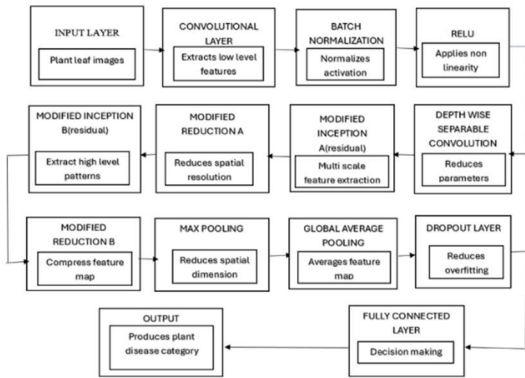 INPUT LAYER
Plant leaf images
CONVOLUTIONAL
LAYER
Extracts low level
features
BATCH
NORMALIZATION
Normalizes
activation
RELU
Applies non
linearity
DEPTH WISE
SEPARABLE
CONVOLUTION
Reduces
parameters
MODIFIED
INCEPTION
A(residual)
Multi scale
feature extraction
MODIFIED
REDUCTION A
Reduces spatial
resolution
MODIFIED INCEPTION
B(residual)
Extract high level
patterns
MODIFIED
REDUCTION B
Compress feature
map
MAX POOLING
Reduces spatial
dimension
GLOBAL AVERAGE
POOLING
Averages feature
map
DROPOUT LAYER
Reduces
overfitting
FULLY CONNECTED
LAYER
Decision making
OUTPUT
Produces plant
disease category